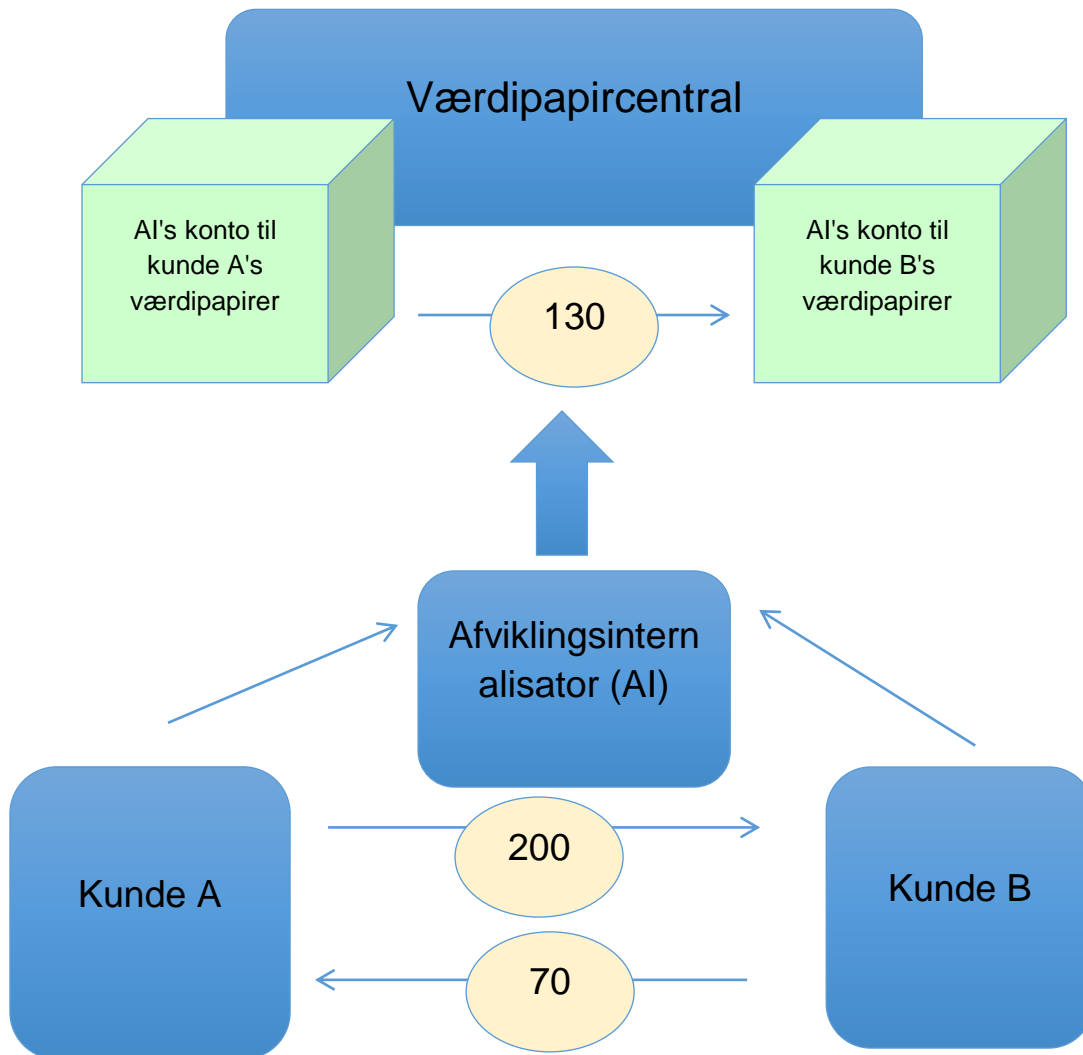 Værdipapircentral
AI's konto til
kunde A's
værdipapirer
AI's konto til
kunde B's
værdipapirer
130
Afviklingsintern
alisator (AI)
200
Kunde A
Kunde B
70